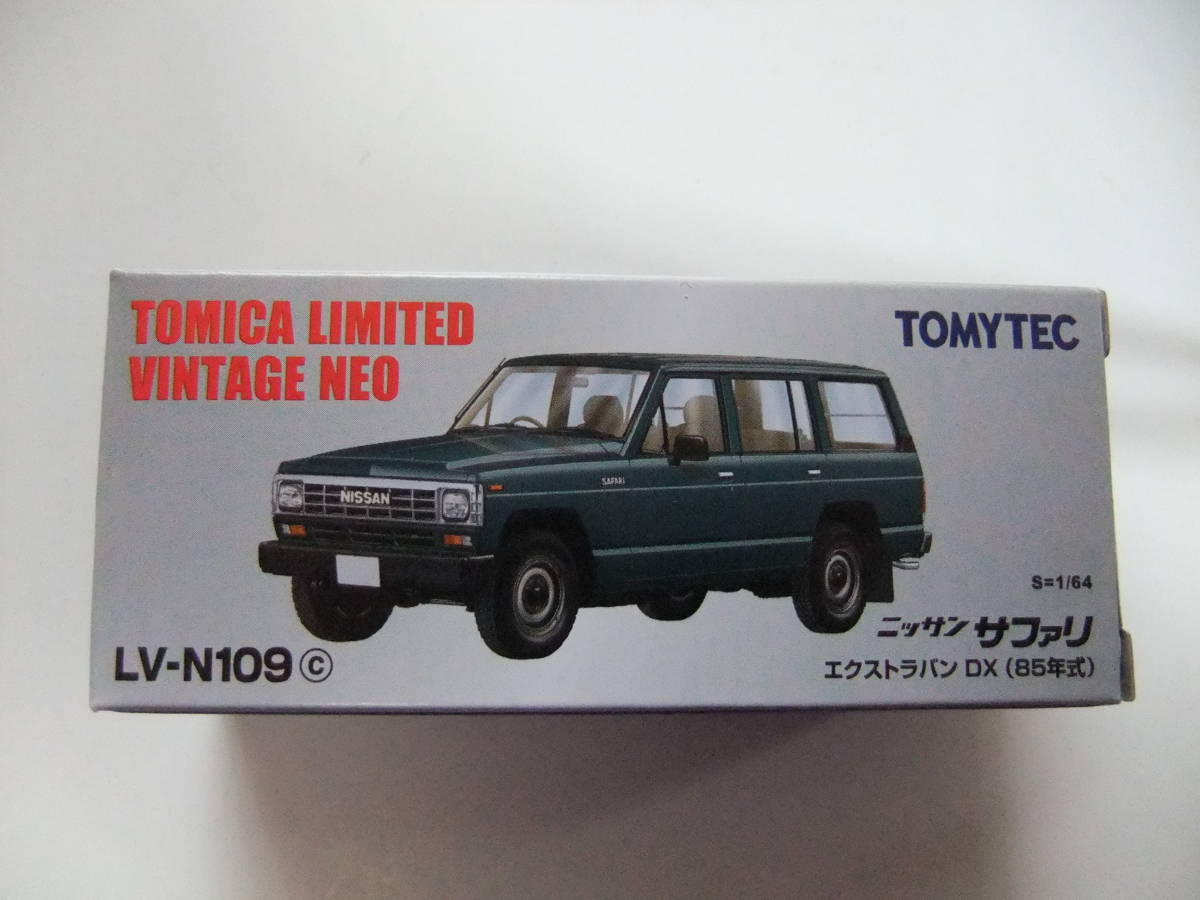 TOMICA LIMITED
VINTAGE NEO
TOMYTEC
NISSAN
SAFARI
S=1/64
LV-N109 ⓒ
ニッサン サファリ
エクストラバン DX (85年式)